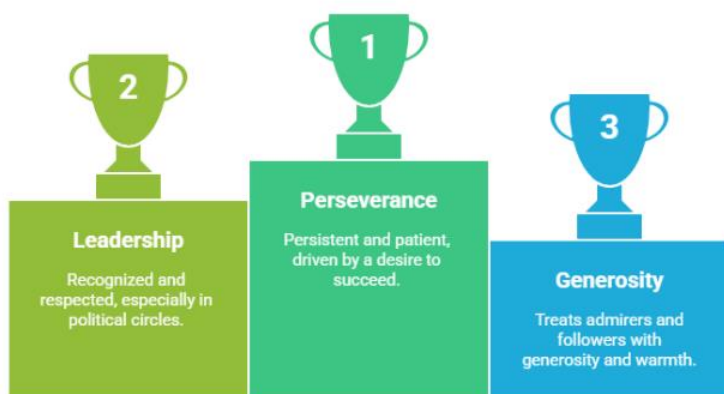 2
Leadership
Recognized and
respected, especially in
political circles.
1
Perseverance
Persistent and patient,
driven by a desire to
succeed.
3
Generosity
Treats admirers and
followers with
generosity and warmth.